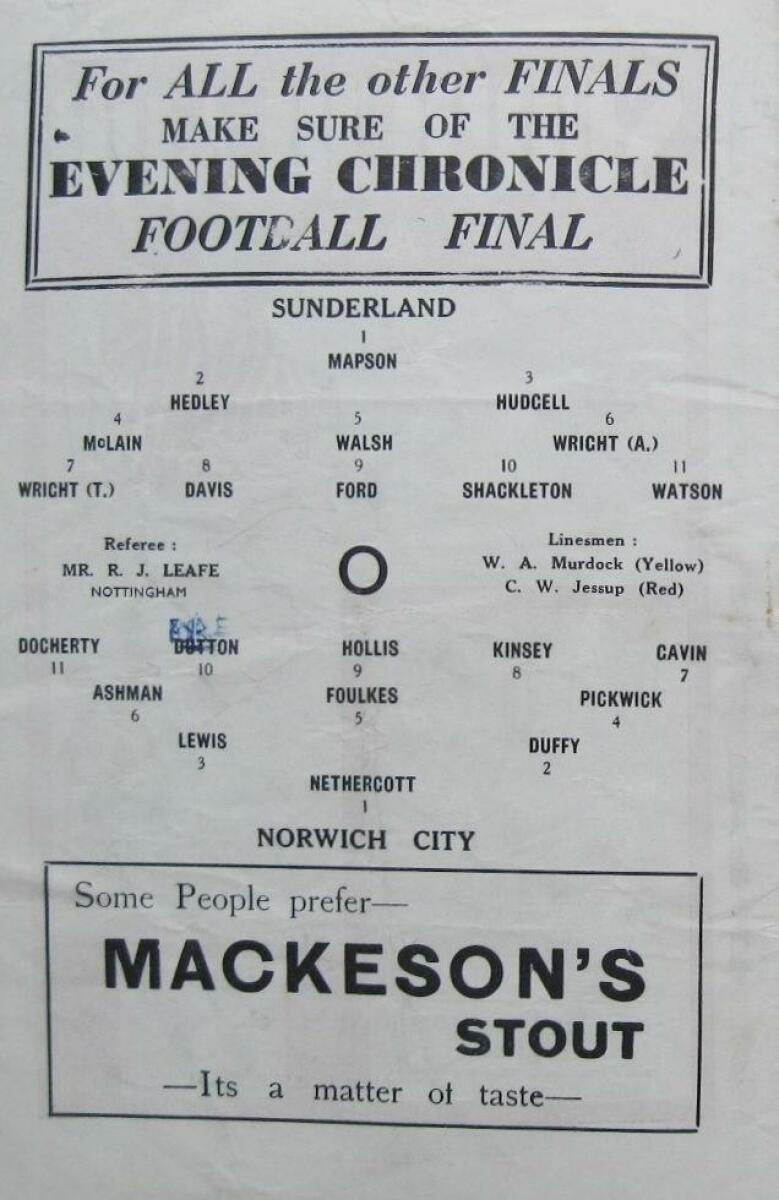 For ALL the other FINALS
MAKE SURE OF THE
EVENING CHRONICLE
FOOTBALL FINAL
SUNDERLAND
1
MAPSON
2 3
HEDLEY HUDCELL
4 5 6
McLAIN WALSH WRIGHT (A.)
7 8 9 10 11
WRIGHT (T.) DAVIS FORD SHACKLETON WATSON
Referee : Linesmen :
MR. R. J. LEAFE O W. A. Murdock (Yellow)
NOTTINGHAM C. W. Jessup (Red)
EYRE
DOCHERTY DUTTON HOLLIS KINSEY GAVIN
11 10 9 8 7
ASHMAN FOULKES PICKWICK
6 5 4
LEWIS DUFFY
3 2
NETHERCOTT
1
NORWICH CITY
Some People prefer—
MACKESON'S
STOUT
—Its a matter of taste—